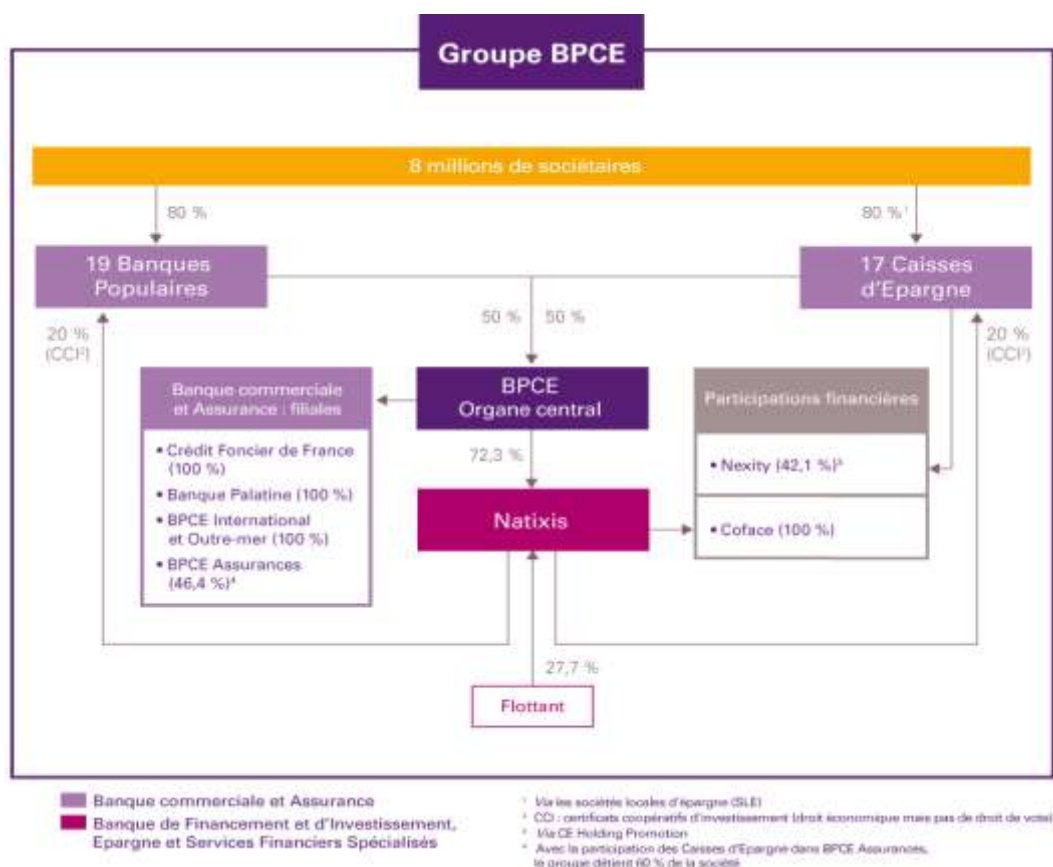 Groupe BPCE
8 millions de sociétaires
80 %
80 %¹
19 Banques
Populaires
17 Caisses
d'Epargne
50 %
50 %
20 %
(CCI²)
20 %
(CCI²)
Banque commerciale
et Assurance : filiales
• Crédit Foncier de France
(100 %)
• Banque Palatine (100 %)
• BPCE International
et Outre-mer (100 %)
• BPCE Assurances
(46,4 %)⁴
BPCE
Organe central
72,3 %
Natixis
Participations financières
• Nexity (42,1 %)³
• Coface (100 %)
27,7 %
Flottant
Banque commerciale et Assurance
Banque de Financement et d'Investissement,
Epargne et Services Financiers Spécialisés
¹ Via les sociétés locales d'épargne (SLE)
² CCI : certificats coopératifs d'investissement (droit économique mais pas de droit de vote)
³ Via CE Holding Promotion
⁴ Avec la participation des Caisses d'Epargne dans BPCE Assurances,
le groupe détient 60 % de la société